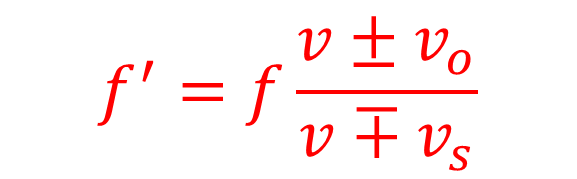 f ′ = f (v ± vₒ) / (v ∓ vₛ)